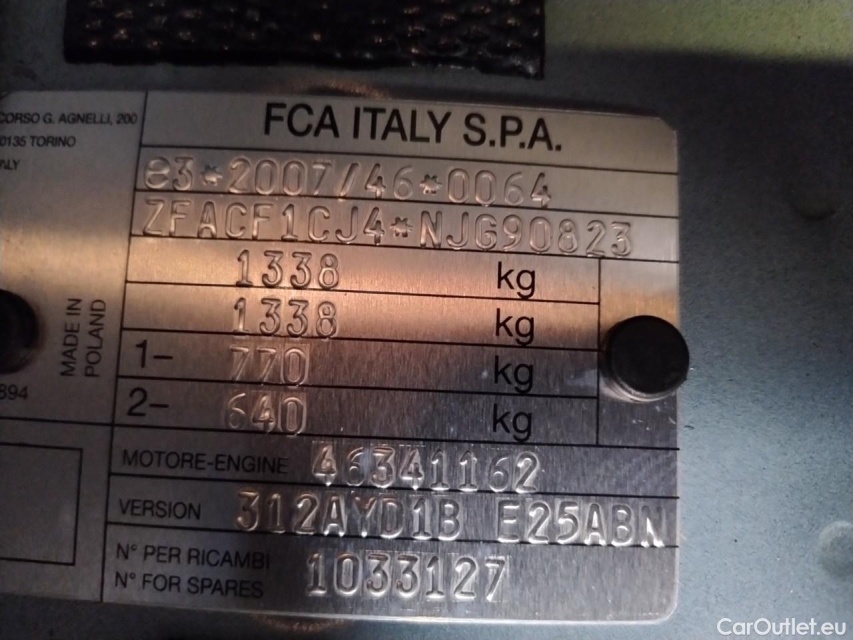 CORSO G. AGNELLI, 200
0135 TORINO
ALY
FCA ITALY S.P.A.
e3*2007/46*0064
ZFACF1CJ4*NJG90823
1338 kg
1338 kg
1- 770 kg
2- 640 kg
MADE IN
POLAND
894
MOTORE-ENGINE 46341162
VERSION 312AYD1B E25ABN
N° PER RICAMBI
N° FOR SPARES 1033127
CarOutlet.eu